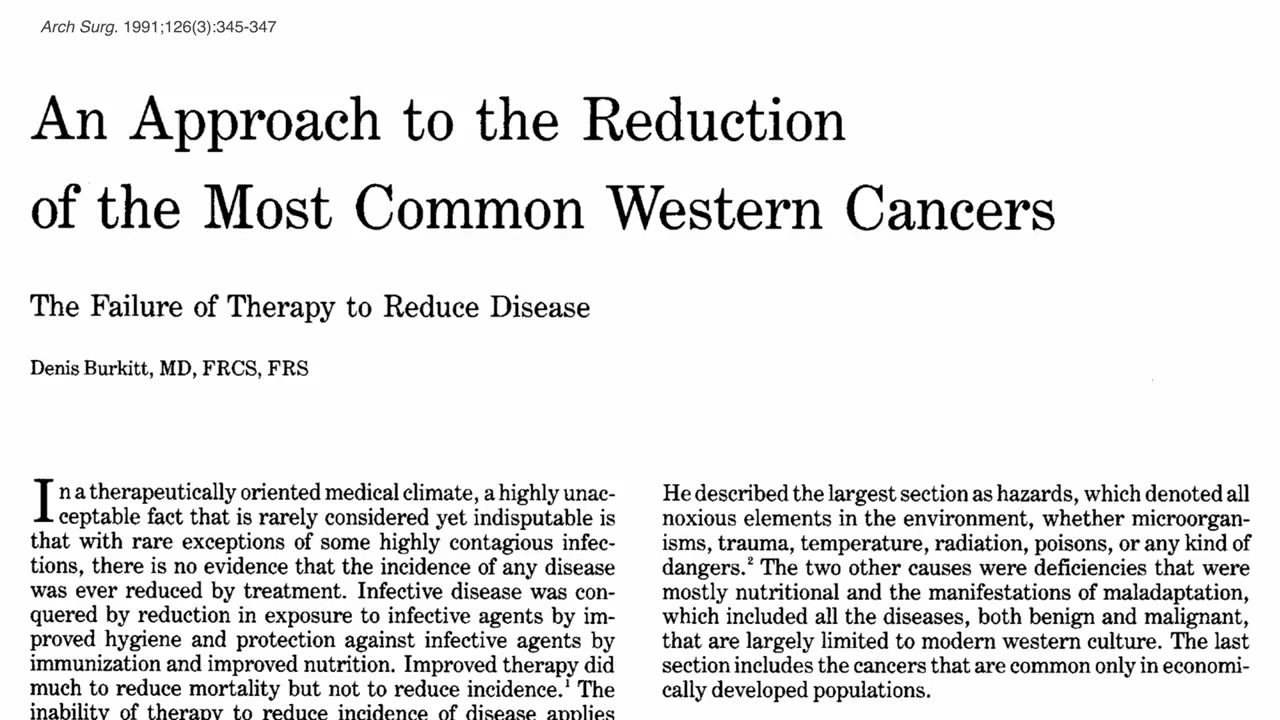 Arch Surg. 1991;126(3):345-347
An Approach to the Reduction
of the Most Common Western Cancers
The Failure of Therapy to Reduce Disease
Denis Burkitt, MD, FRCS, FRS
In a therapeutically oriented medical climate, a highly unac-
ceptable fact that is rarely considered yet indisputable is
that with rare exceptions of some highly contagious infec-
tions, there is no evidence that the incidence of any disease
was ever reduced by treatment. Infective disease was con-
quered by reduction in exposure to infective agents by im-
proved hygiene and protection against infective agents by
immunization and improved nutrition. Improved therapy did
much to reduce mortality but not to reduce incidence.¹ The
inability of therapy to reduce incidence of disease applies
He described the largest section as hazards, which denoted all
noxious elements in the environment, whether microorgan-
isms, trauma, temperature, radiation, poisons, or any kind of
dangers.² The two other causes were deficiencies that were
mostly nutritional and the manifestations of maladaptation,
which included all the diseases, both benign and malignant,
that are largely limited to modern western culture. The last
section includes the cancers that are common only in economi-
cally developed populations.